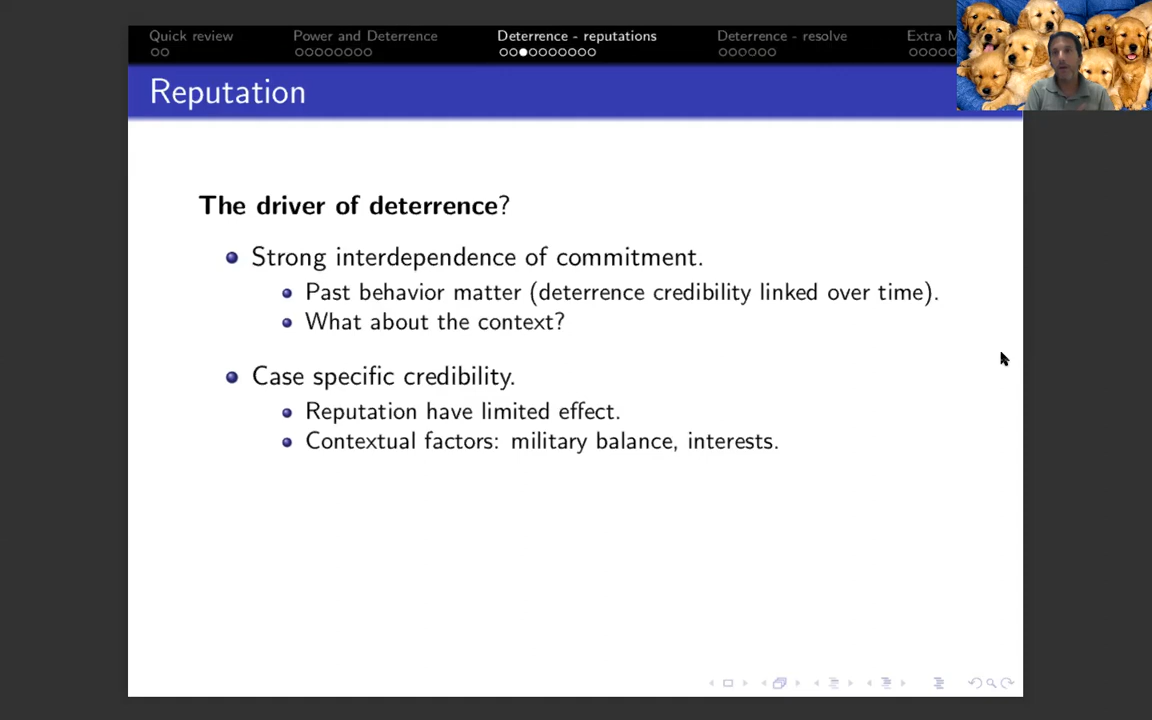 Quick review
Power and Deterrence
Deterrence - reputations
Deterrence - resolve
Extra M
Reputation
The driver of deterrence?
Strong interdependence of commitment.
Past behavior matter (deterrence credibility linked over time).
What about the context?
Case specific credibility.
Reputation have limited effect.
Contextual factors: military balance, interests.